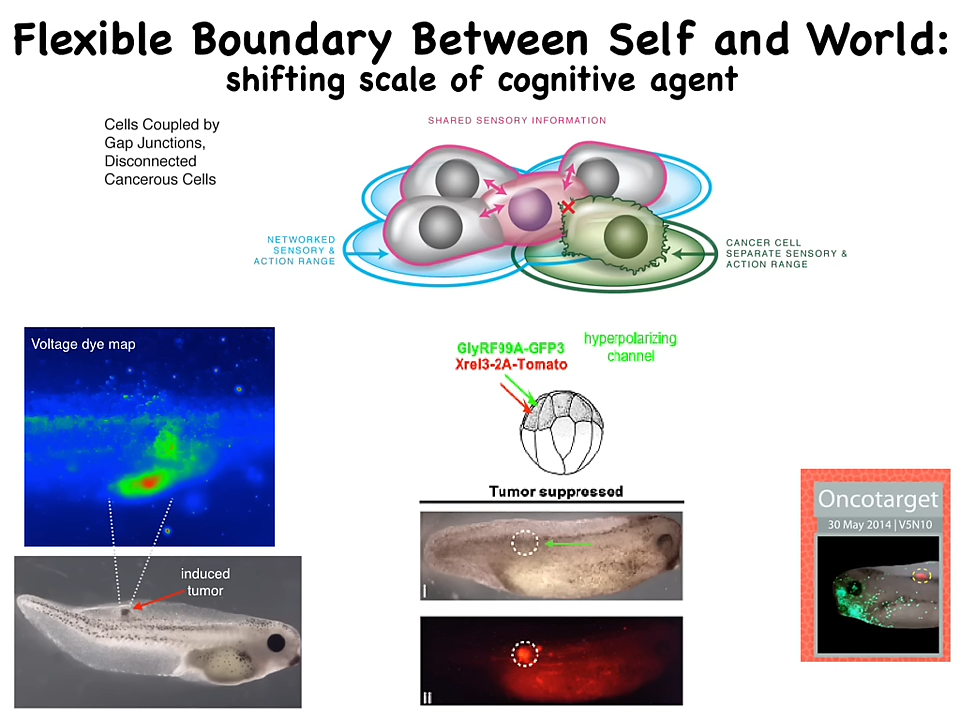 Flexible Boundary Between Self and World:
shifting scale of cognitive agent
Cells Coupled by
Gap Junctions,
Disconnected
Cancerous Cells
SHARED SENSORY INFORMATION
NETWORKED
SENSORY &
ACTION RANGE
CANCER CELL
SEPARATE SENSORY &
ACTION RANGE
Voltage dye map
induced
tumor
GlyRF99A-GFP3
Xrel3-2A-Tomato
hyperpolarizing
channel
Tumor suppressed
i
ii
Oncotarget
30 May 2014 | V5N10